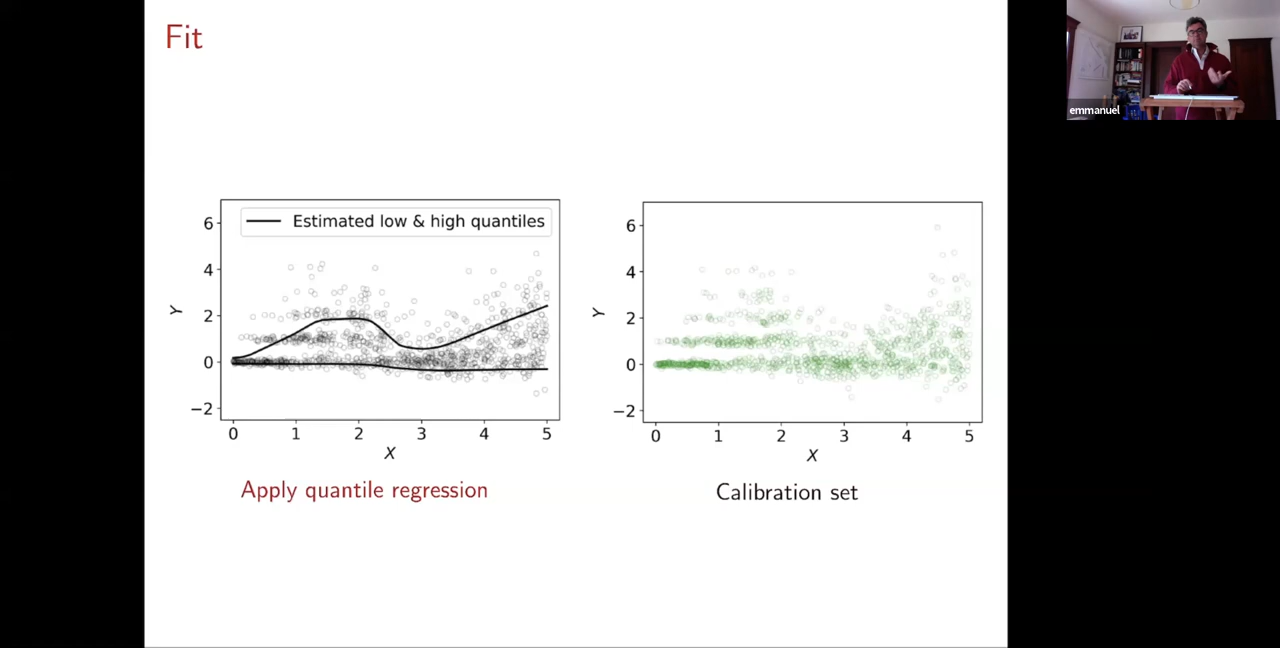 Fit
emmanuel
Estimated low & high quantiles
6
4
2
0
−2
Y
0 1 2 3 4 5
X
Apply quantile regression
6
4
2
0
−2
Y
0 1 2 3 4 5
X
Calibration set